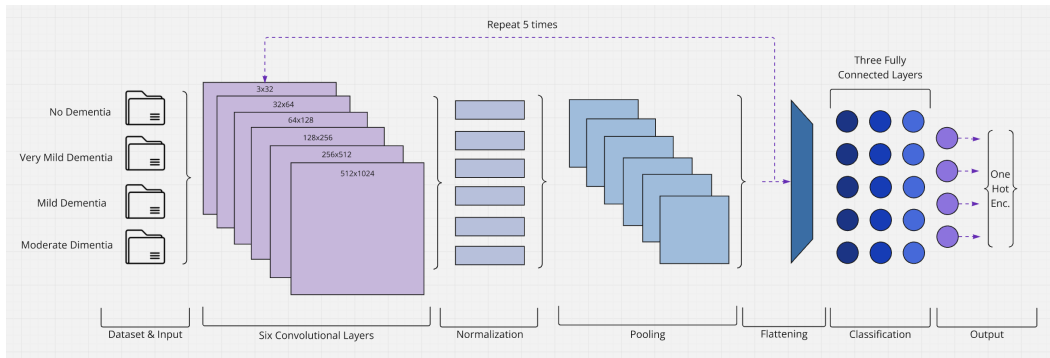 Repeat 5 times
Three Fully
Connected Layers
No Dementia
Very Mild Dementia
Mild Dementia
Moderate Dimentia
3x32
32x64
64x128
128x256
256x512
512x1024
One
Hot
Enc.
Dataset & Input
Six Convolutional Layers
Normalization
Pooling
Flattening
Classification
Output